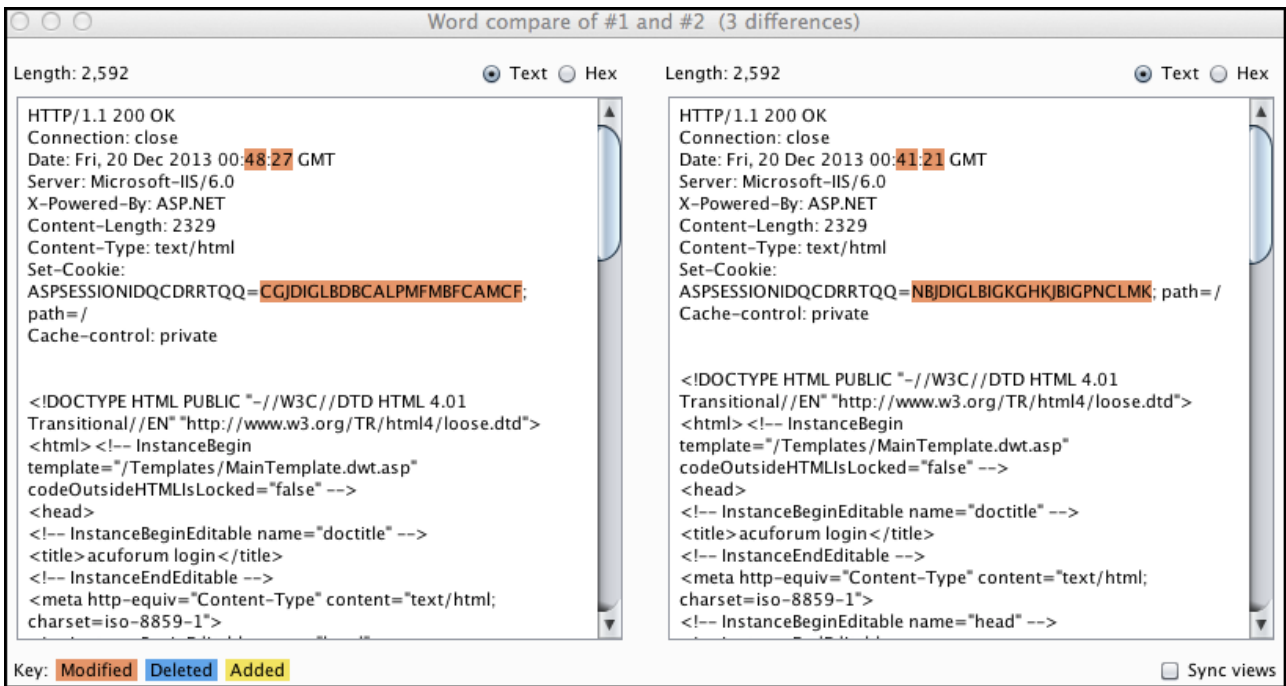 Word compare of #1 and #2 (3 differences)
Length: 2,592
Text Hex
HTTP/1.1 200 OK
Connection: close
Date: Fri, 20 Dec 2013 00:48:27 GMT
Server: Microsoft-IIS/6.0
X-Powered-By: ASP.NET
Content-Length: 2329
Content-Type: text/html
Set-Cookie:
ASPSESSIONIDQCDRRTQQ=CGJDIGLBDBCALPMFMBFCAMCF;
path=/
Cache-control: private
<!DOCTYPE HTML PUBLIC "-//W3C//DTD HTML 4.01
Transitional//EN" "http://www.w3.org/TR/html4/loose.dtd">
<html><!-- InstanceBegin
template="/Templates/MainTemplate.dwt.asp"
codeOutsideHTMLIsLocked="false" -->
<head>
<!-- InstanceBeginEditable name="doctitle" -->
<title>acuforum login</title>
<!-- InstanceEndEditable -->
<meta http-equiv="Content-Type" content="text/html;
charset=iso-8859-1">
Length: 2,592
Text Hex
HTTP/1.1 200 OK
Connection: close
Date: Fri, 20 Dec 2013 00:41:21 GMT
Server: Microsoft-IIS/6.0
X-Powered-By: ASP.NET
Content-Length: 2329
Content-Type: text/html
Set-Cookie:
ASPSESSIONIDQCDRRTQQ=NBJDIGLBIGKGHKJBIGPNCLMK; path=/
Cache-control: private
<!DOCTYPE HTML PUBLIC "-//W3C//DTD HTML 4.01
Transitional//EN" "http://www.w3.org/TR/html4/loose.dtd">
<html><!-- InstanceBegin
template="/Templates/MainTemplate.dwt.asp"
codeOutsideHTMLIsLocked="false" -->
<head>
<!-- InstanceBeginEditable name="doctitle" -->
<title>acuforum login</title>
<!-- InstanceEndEditable -->
<meta http-equiv="Content-Type" content="text/html;
charset=iso-8859-1">
<!-- InstanceBeginEditable name="head" -->
Key: Modified Deleted Added
Sync views